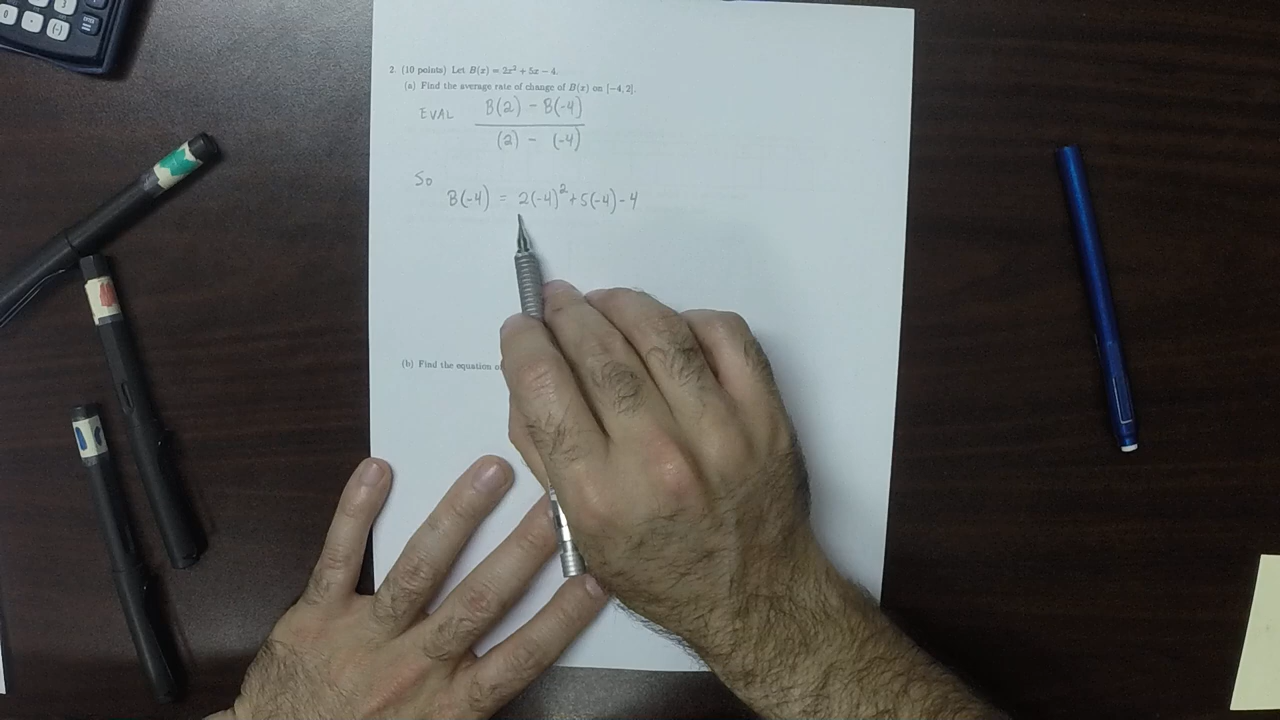 2. (10 points) Let B(x) = 2x² + 5x − 4.
(a) Find the average rate of change of B(x) on [−4, 2].
EVAL B(2) - B(-4)
(2) - (-4)
So
B(-4) = 2(-4)²+5(-4)-4
(b) Find the equation